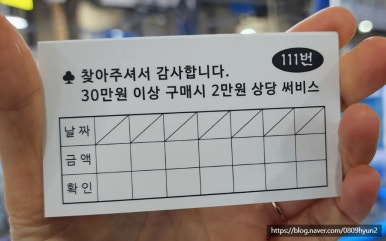 111번
♣ 찾아주셔서 감사합니다.
30만원 이상 구매시 2만원 상당 써비스
날짜
금액
확인
https://blog.naver.com/0809hyun2